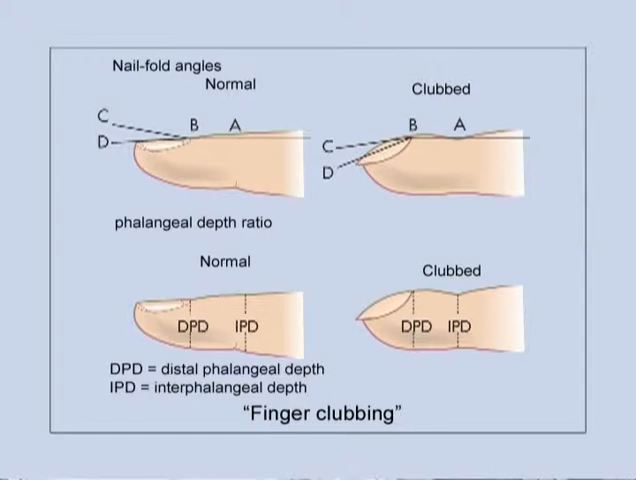 Nail-fold angles
Normal
Clubbed
C
B
A
D
B
A
C
D
phalangeal depth ratio
Normal
Clubbed
DPD
IPD
DPD
IPD
DPD = distal phalangeal depth
IPD = interphalangeal depth
“Finger clubbing”